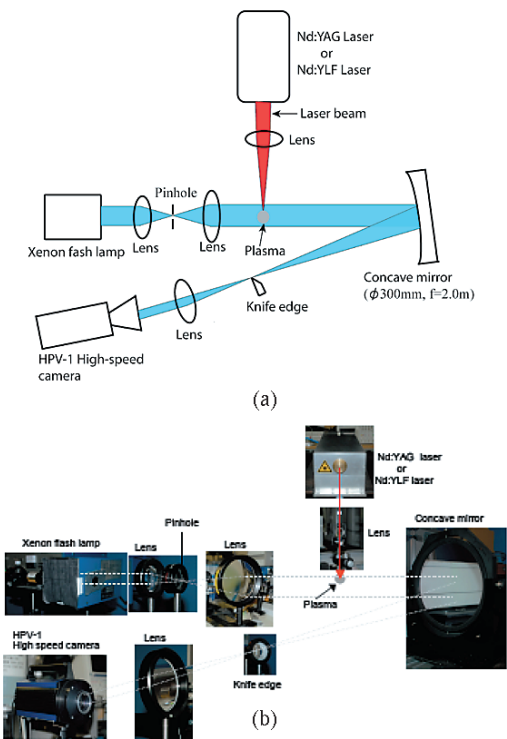 Nd:YAG Laser
or
Nd:YLF Laser
Laser beam
Lens
Pinhole
Xenon fash lamp
Lens
Lens
Plasma
Concave mirror
(ϕ300mm, f=2.0m)
Knife edge
Lens
HPV-1 High-speed
camera
(a)
Nd:YAG laser
or
Nd:YLF laser
Lens
Concave mirror
Pinhole
Xenon flash lamp
Lens
Lens
Plasma
HPV-1
High speed camera
Lens
Knife edge
(b)